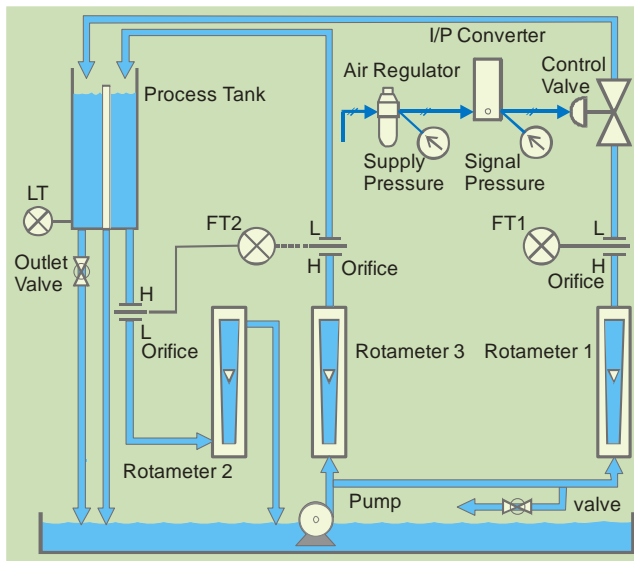 I/P Converter
Air Regulator
Control
Valve
Process Tank
Supply
Pressure
Signal
Pressure
LT
FT2
L
H
Orifice
FT1
L
H
Orifice
Outlet
Valve
H
L
Orifice
Rotameter 3
Rotameter 1
Rotameter 2
Pump
valve